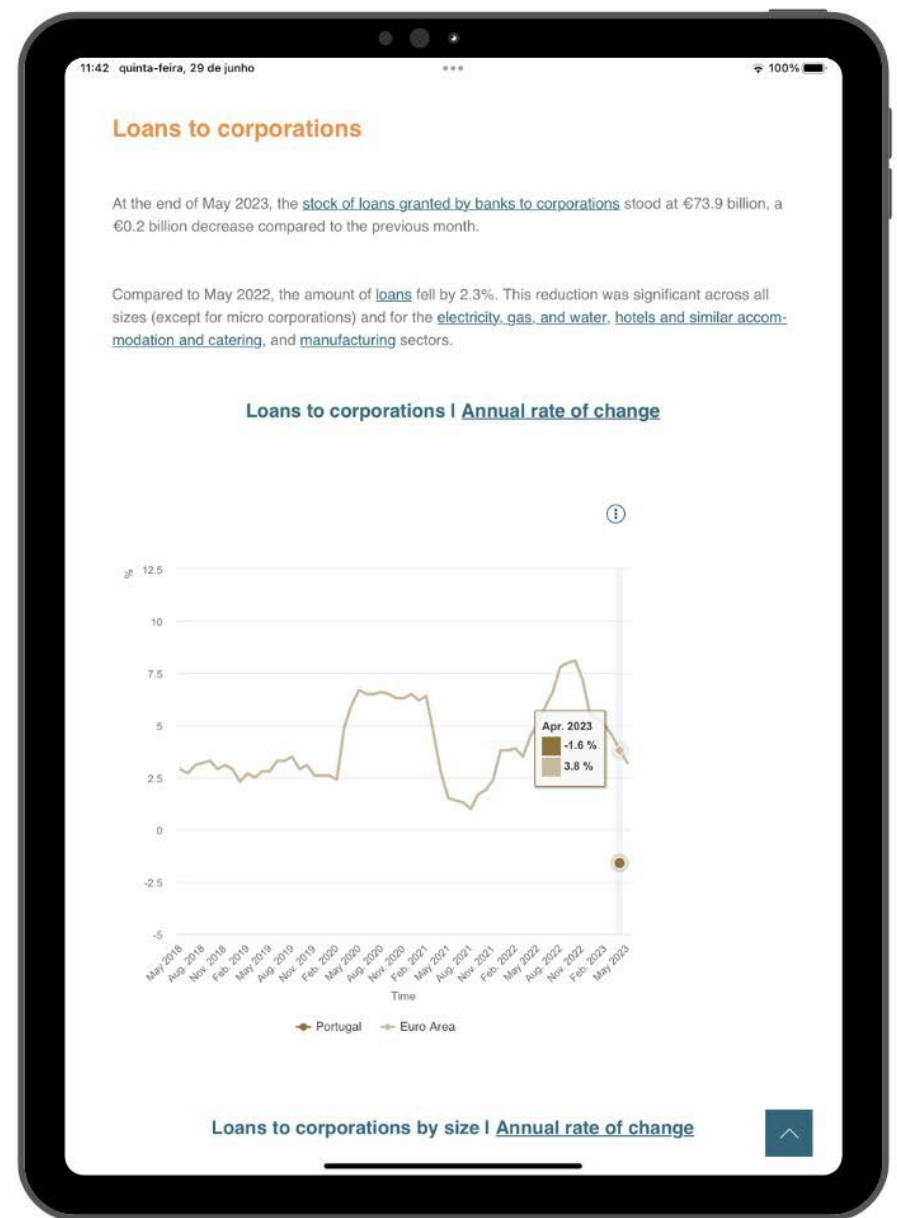 11:42 quinta-feira, 29 de junho
100%
Loans to corporations
At the end of May 2023, the stock of loans granted by banks to corporations stood at €73.9 billion, a
€0.2 billion decrease compared to the previous month.
Compared to May 2022, the amount of loans fell by 2.3%. This reduction was significant across all
sizes (except for micro corporations) and for the electricity, gas, and water, hotels and similar accom-
modation and catering, and manufacturing sectors.
Loans to corporations I Annual rate of change
%
12.5
10
7.5
5
2.5
0
-2.5
-5
Apr. 2023
-1.6 %
3.8 %
May 2018
Aug. 2018
Nov. 2018
Feb. 2019
May 2019
Aug. 2019
Nov. 2019
Feb. 2020
May 2020
Aug. 2020
Nov. 2020
Feb. 2021
May 2021
Aug. 2021
Nov. 2021
Feb. 2022
May 2022
Aug. 2022
Nov. 2022
Feb. 2023
May 2023
Time
Portugal Euro Area
Loans to corporations by size I Annual rate of change